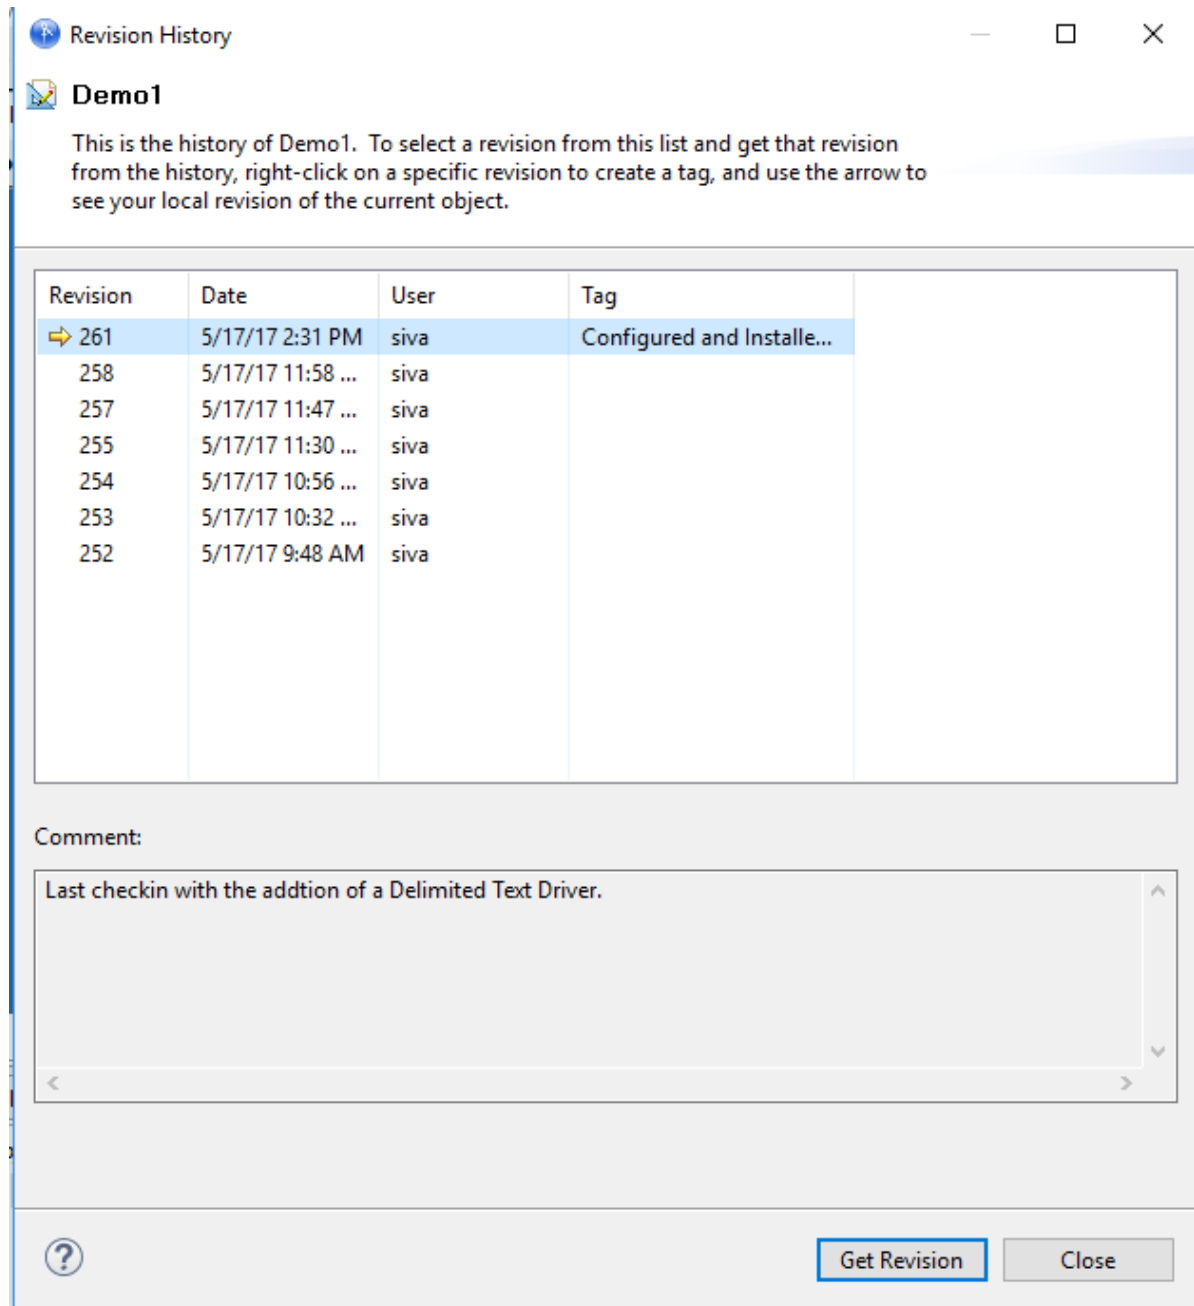 Revision History
Demo1
This is the history of Demo1.  To select a revision from this list and get that revision
from the history, right-click on a specific revision to create a tag, and use the arrow to
see your local revision of the current object.
Revision Date User Tag
261 5/17/17 2:31 PM siva Configured and Installe...
258 5/17/17 11:58 ... siva
257 5/17/17 11:47 ... siva
255 5/17/17 11:30 ... siva
254 5/17/17 10:56 ... siva
253 5/17/17 10:32 ... siva
252 5/17/17 9:48 AM siva
Comment:
Last checkin with the addtion of a Delimited Text Driver.
Get Revision Close